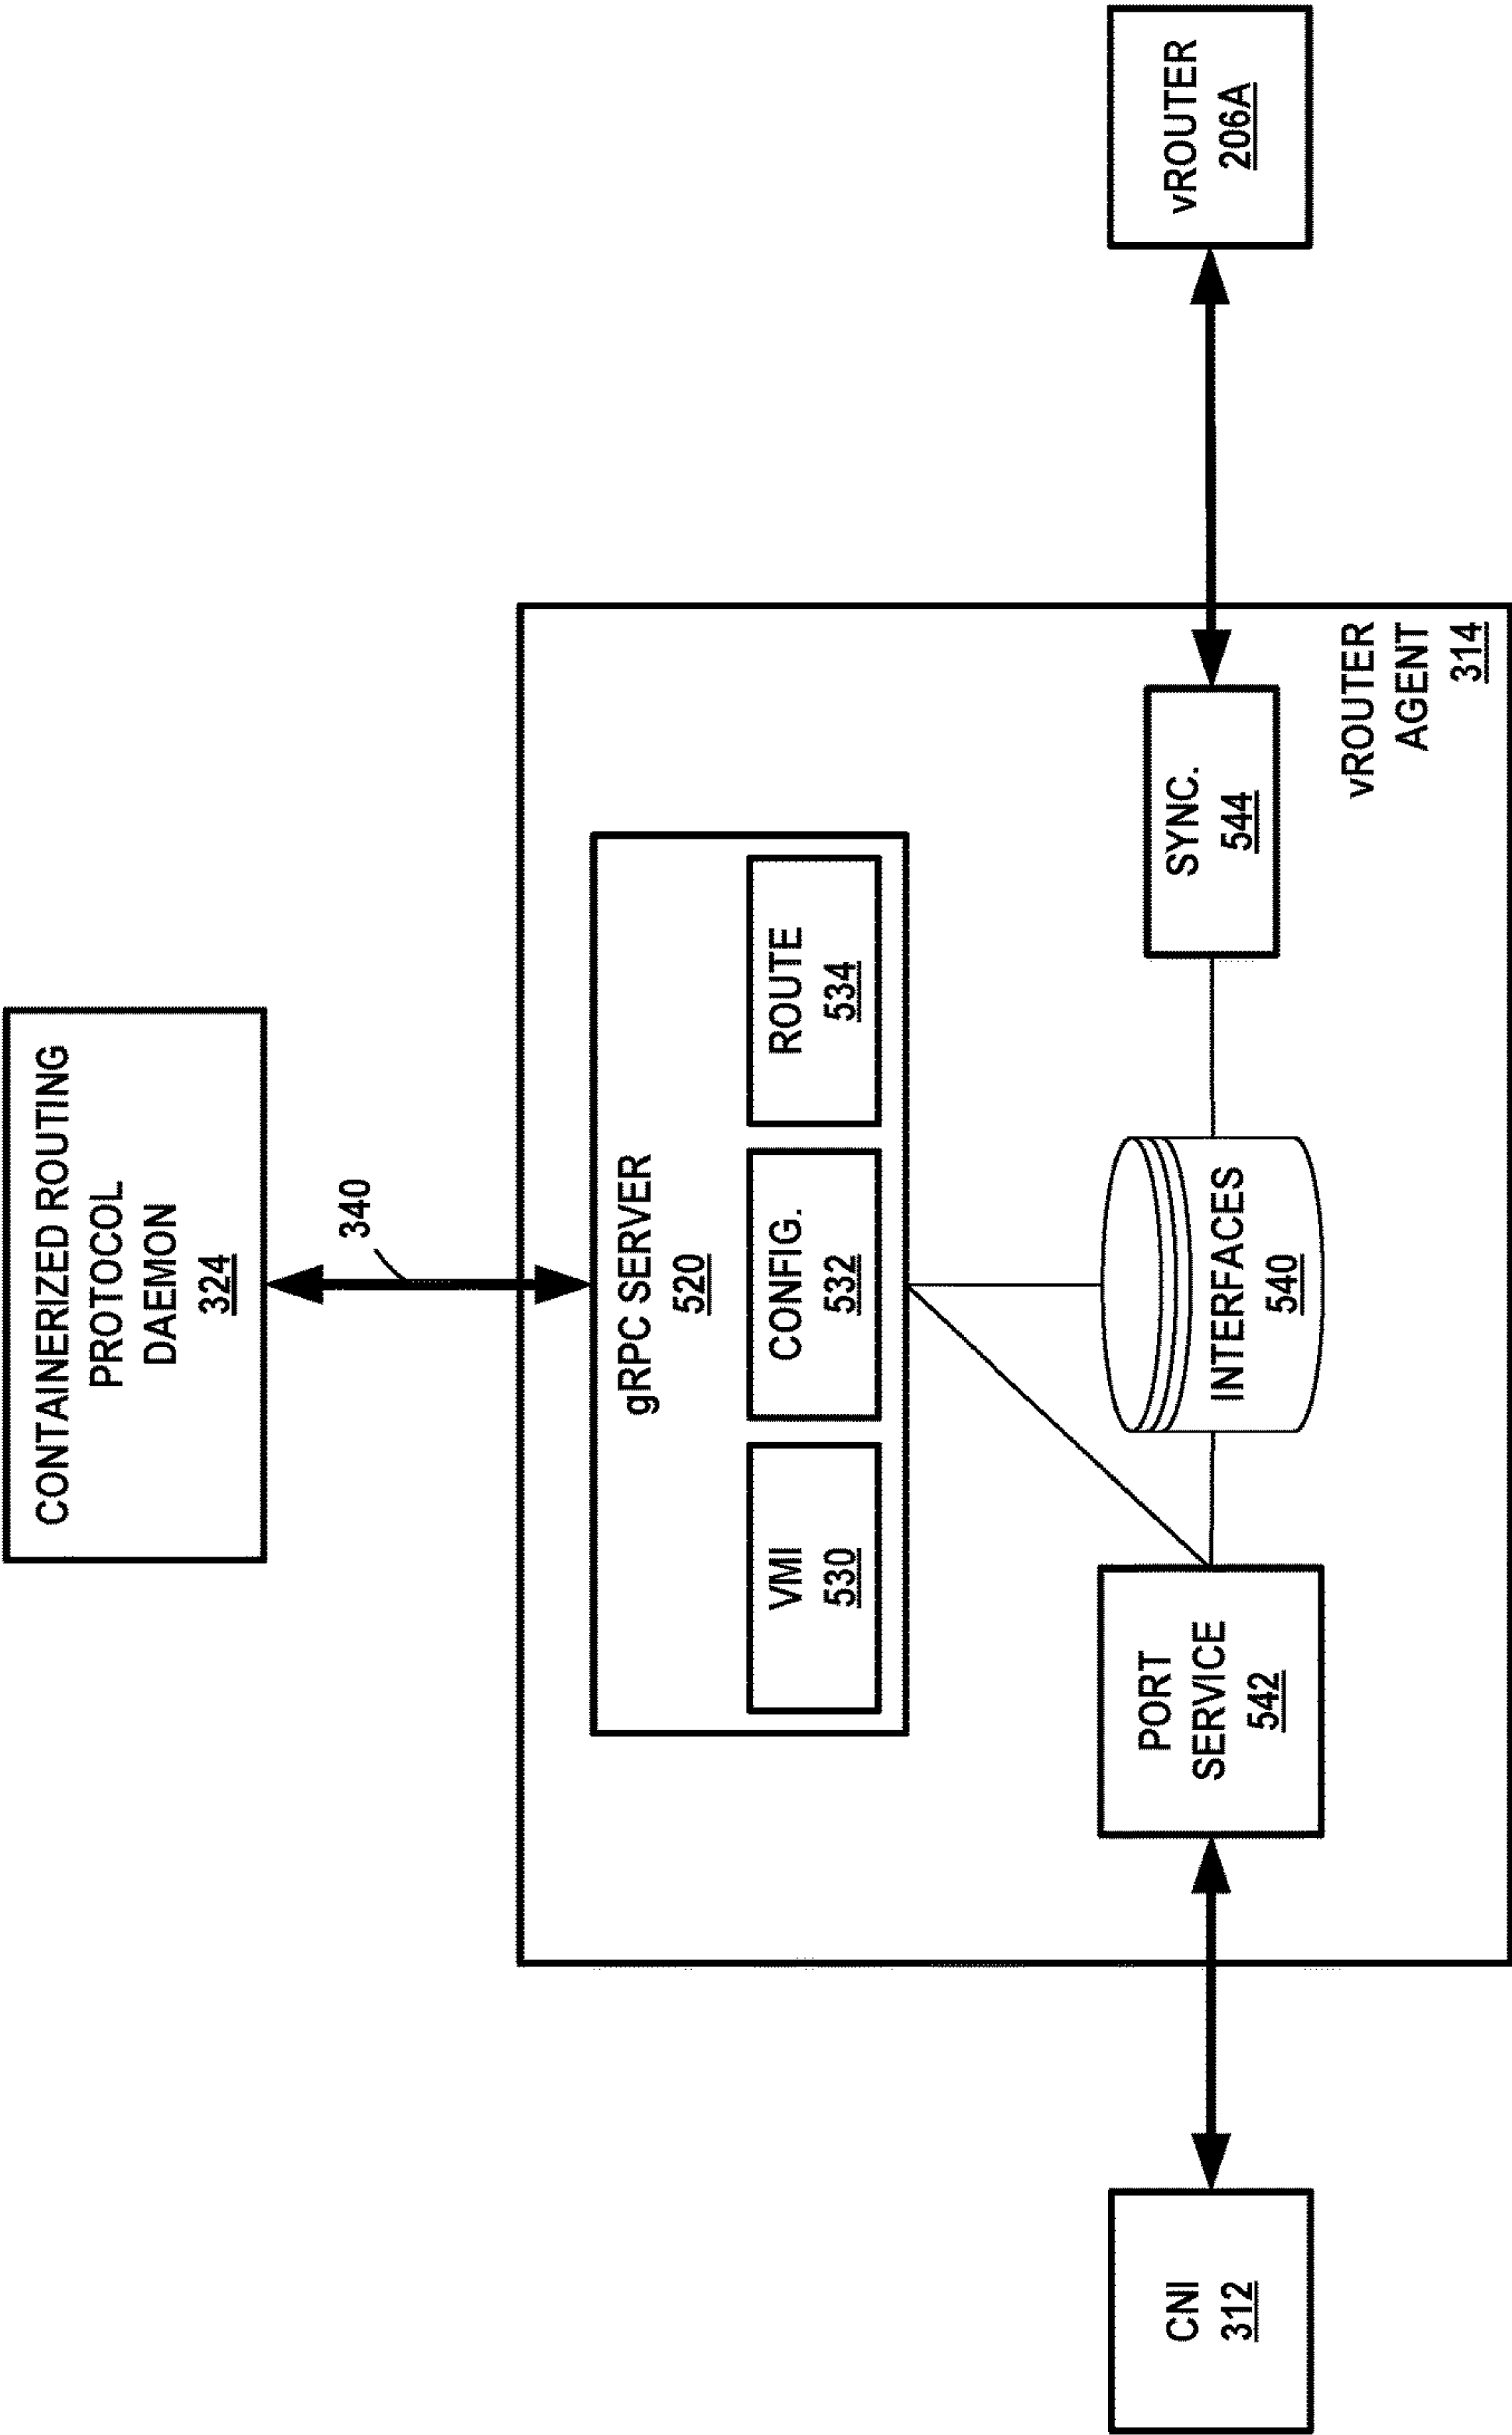 CONTAINERIZED ROUTING
PROTOCOL
DAEMON
324
340
gRPC SERVER
520
VMI
530
CONFIG.
532
ROUTE
534
CNI
312
PORT
SERVICE
542
INTERFACES
540
SYNC.
544
vROUTER
206A
vROUTER
AGENT
314